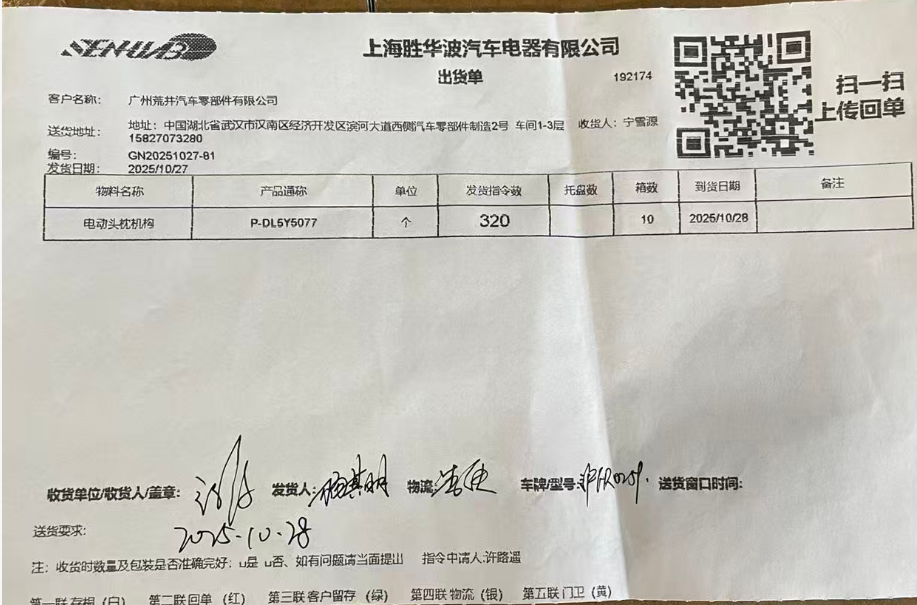 SENHUAB
上海胜华波汽车电器有限公司
出货单
192174
扫一扫
上传回单
客户名称: 广州荒井汽车零部件有限公司
送货地址: 地址: 中国湖北省武汉市汉南区经济开发区滨河大道西侧汽车零部件制造2号 车间1-3层 收货人: 宁雪源
15827073280
编号: GN20251027-81
发货日期: 2025/10/27
物料名称 产品通称 单位 发货指令数 托盘数 箱数 到货日期 备注
电动头枕机构 P-DL5Y5077 个 320 10 2025/10/28
收货单位/收货人/盖章: 发货人: 杨其明 物流: 车牌/型号: 送货窗口时间:
送货要求: 2025-10-28
注: 收货时数量及包装是否准确完好: u是 u否、如有问题请当面提出 指令申请人:许路遥
第一联 存根 (白) 第二联 回单 (红) 第三联 客户留存 (绿) 第四联 物流 (银) 第五联 门卫 (黄)